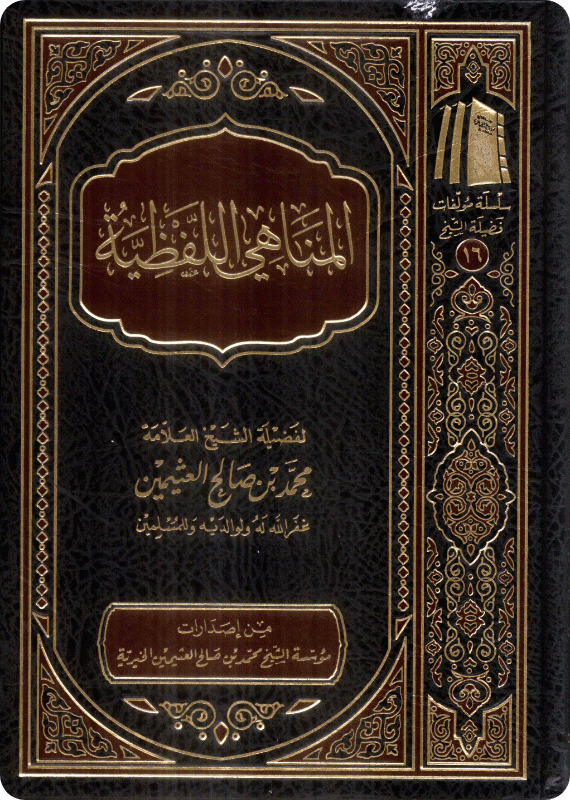 المناهي اللفظية
لفضيلة الشيخ العلامة
محمد بن صالح العثيمين
غفر الله له ولوالديه وللمسلمين
من إصدارات
مؤسسة الشيخ محمد بن صالح العثيمين الخيرية
سلسلة مؤلفات
فضيلة الشيخ
١٦